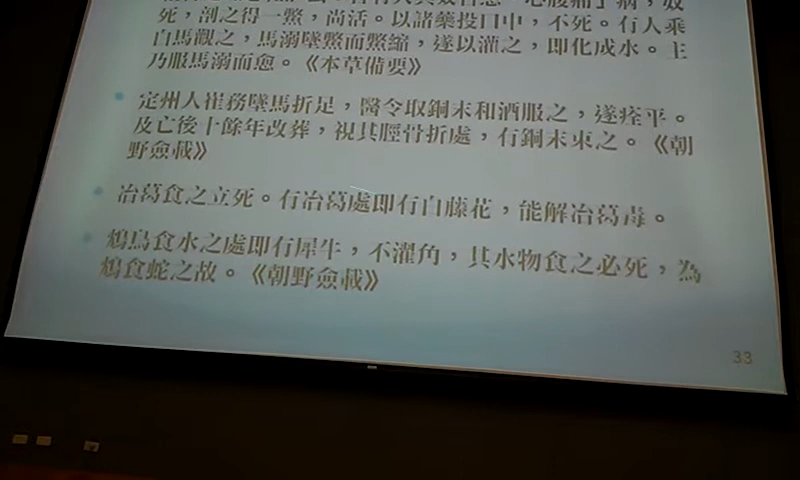 心腹痛」病，奴
死，剖之得一鱉，尚活。以諸藥投口中，不死。有人乘
白馬觀之，馬溺墜鱉而鱉縮，遂以灌之，即化成水。主
乃服馬溺而愈。《本草備要》
定州人崔務墜馬折足，醫令取銅末和酒服之，遂痊平。
及亡後十餘年改葬，視其脛骨折處，有銅末束之。《朝
野僉載》
冶葛食之立死。有冶葛處即有白藤花，能解冶葛毒。
鴆鳥食水之處即有犀牛，不濯角，其水物食之必死，為
鴆食蛇之故。《朝野僉載》
33